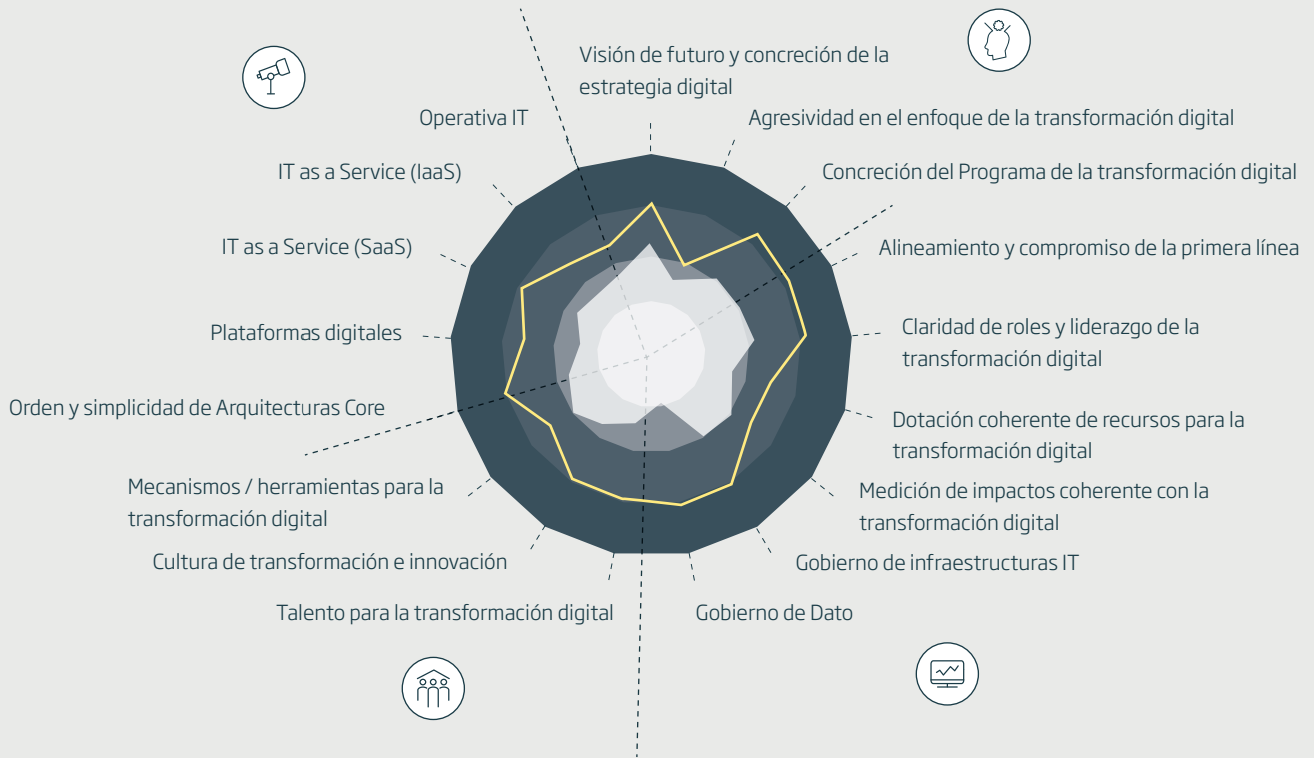 Visión de futuro y concreción de la
estrategia digital
Agresividad en el enfoque de la transformación digital
Concreción del Programa de la transformación digital
Alineamiento y compromiso de la primera línea
Claridad de roles y liderazgo de la
transformación digital
Dotación coherente de recursos para la
transformación digital
Medición de impactos coherente con la
transformación digital
Gobierno de infraestructuras IT
Gobierno de Dato
Talento para la transformación digital
Cultura de transformación e innovación
Mecanismos / herramientas para la
transformación digital
Orden y simplicidad de Arquitecturas Core
Plataformas digitales
IT as a Service (SaaS)
IT as a Service (IaaS)
Operativa IT